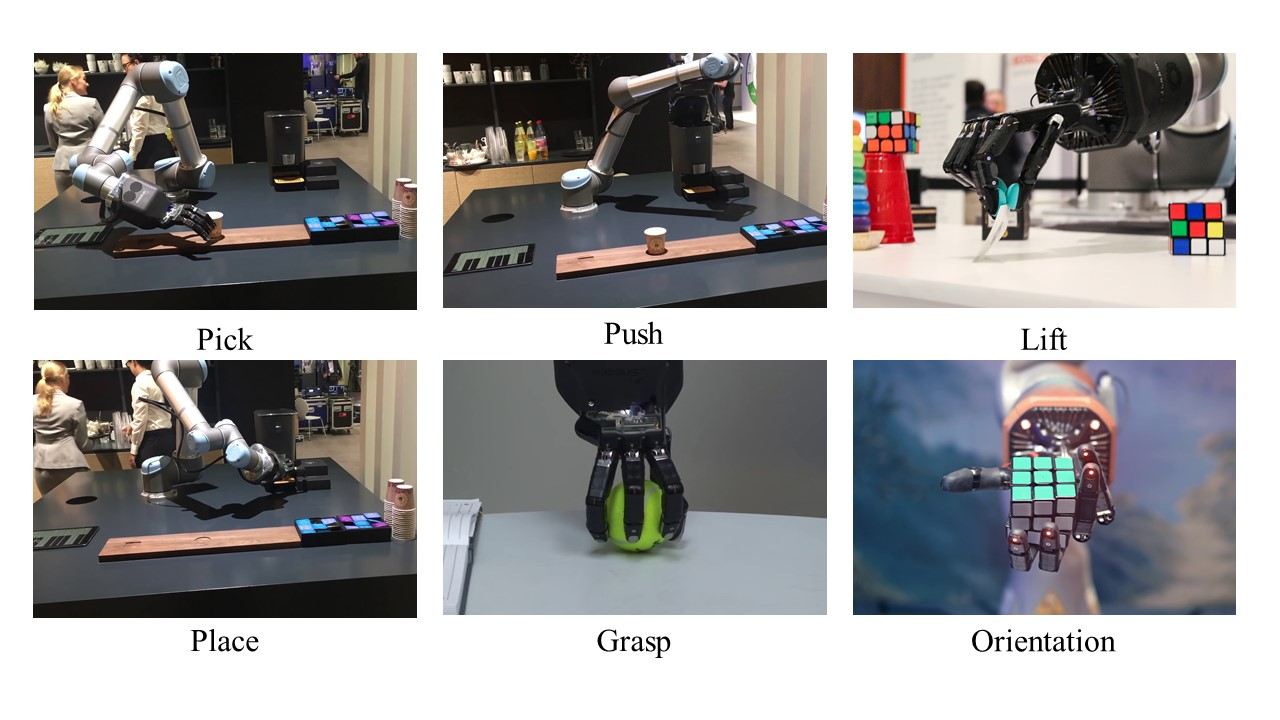 Pick
Push
Lift
Place
Grasp
Orientation